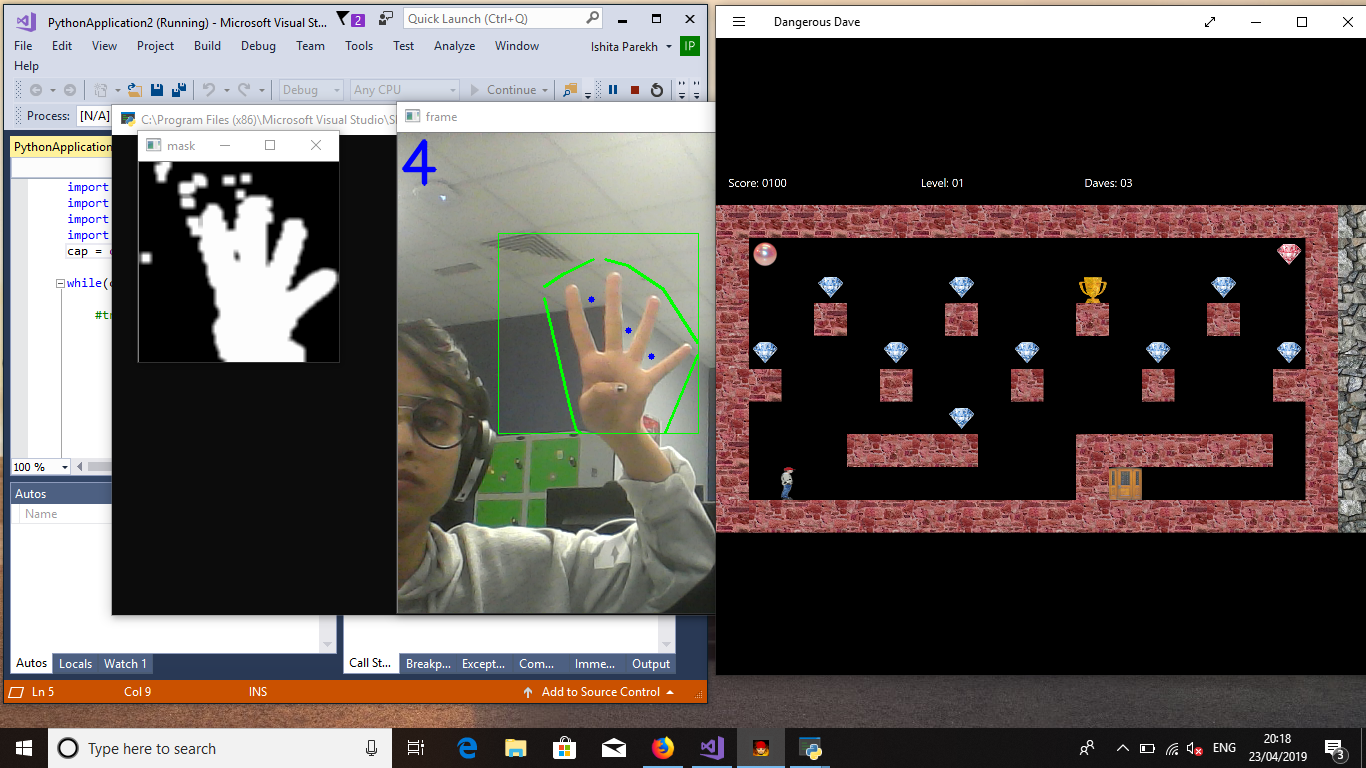 PythonApplication2 (Running) - Microsoft Visual St...
2
Quick Launch (Ctrl+Q)
File Edit View Project Build Debug Team Tools Test Analyze Window
Ishita Parekh
IP
Help
Debug Any CPU Continue
Process: [N/A]
C:\Program Files (x86)\Microsoft Visual Studio\S
frame
mask
PythonApplication
import
import
import
import
cap =
while(
#t
4
100 %
Autos
Name
Autos Locals Watch 1
Call St... Breakp... Except... Com... Imme... Output
Ln 5 Col 9 INS Add to Source Control
Dangerous Dave
Score: 0100 Level: 01 Daves: 03
Type here to search
ENG
20:18
23/04/2019
3